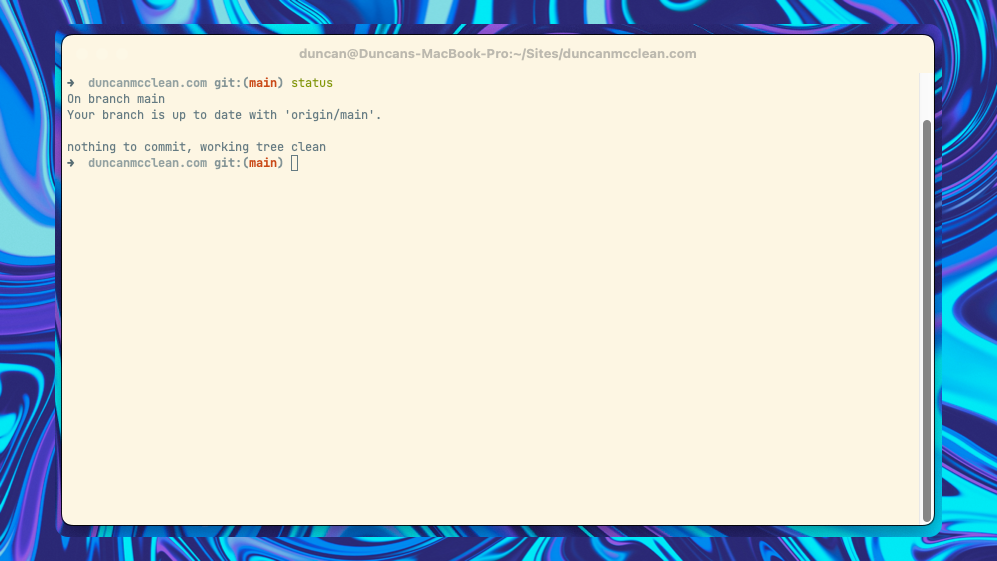 duncan@Duncans-MacBook-Pro:~/Sites/duncanmcclean.com
➜  duncanmcclean.com git:(main) status
On branch main
Your branch is up to date with 'origin/main'.

nothing to commit, working tree clean
➜  duncanmcclean.com git:(main)